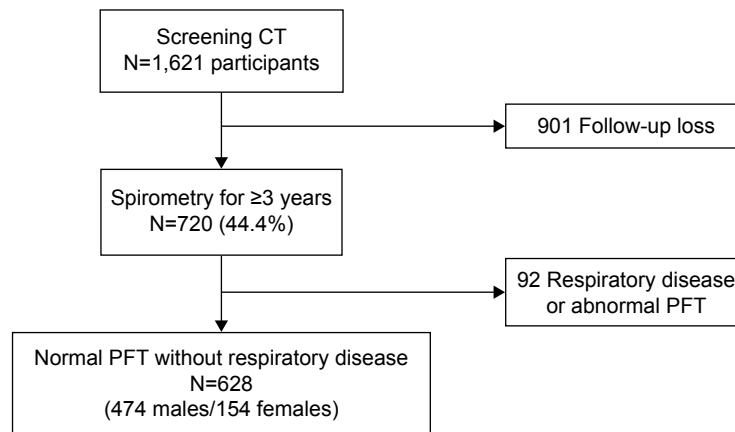 Screening CT
N=1,621 participants
901 Follow-up loss
Spirometry for ≥3 years
N=720 (44.4%)
92 Respiratory disease
or abnormal PFT
Normal PFT without respiratory disease
N=628
(474 males/154 females)